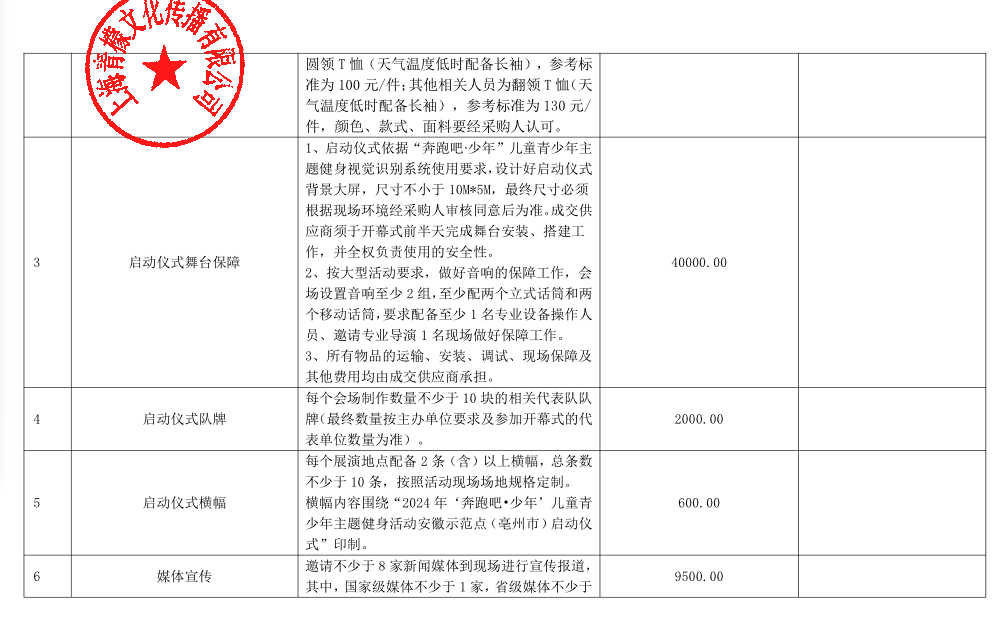 上海青檬文化传播有限公司
圆领 T 恤（天气温度低时配备长袖），参考标
准为 100 元/件；其他相关人员为翻领 T 恤（天
气温度低时配备长袖），参考标准为 130 元/
件，颜色、款式、面料要经采购人认可。
3
启动仪式舞台保障
1、启动仪式依据“奔跑吧·少年”儿童青少年主
题健身视觉识别系统使用要求，设计好启动仪式
背景大屏，尺寸不小于 10M*5M，最终尺寸必须
根据现场环境经采购人审核同意后为准。成交供
应商须于开幕式前半天完成舞台安装、搭建工
作，并全权负责使用的安全性。
2、按大型活动要求，做好音响的保障工作，会
场设置音响至少 2 组，至少配两个立式话筒和两
个移动话筒，要求配备至少 1 名专业设备操作人
员、邀请专业导演 1 名现场做好保障工作。
3、所有物品的运输、安装、调试、现场保障及
其他费用均由成交供应商承担。
40000.00
4
启动仪式队牌
每个会场制作数量不少于 10 块的相关代表队队
牌（最终数量按主办单位要求及参加开幕式的代
表单位数量为准）。
2000.00
5
启动仪式横幅
每个展演地点配备 2 条（含）以上横幅，总条数
不少于 10 条，按照活动现场场地规格定制。
横幅内容围绕“2024 年‘奔跑吧•少年’儿童青
少年主题健身活动安徽示范点（亳州市）启动仪
式”印制。
600.00
6
媒体宣传
邀请不少于 8 家新闻媒体到现场进行宣传报道，
其中，国家级媒体不少于 1 家，省级媒体不少于
9500.00